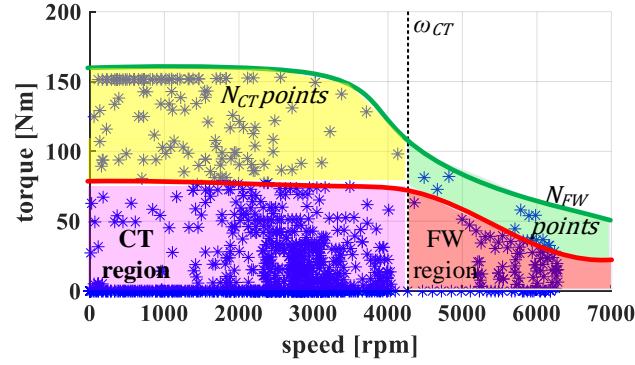 200
ω_CT
150
N_CT points
100
N_FW
points
50
CT
region
FW
region
0
0 1000 2000 3000 4000 5000 6000 7000
speed [rpm]
torque [Nm]